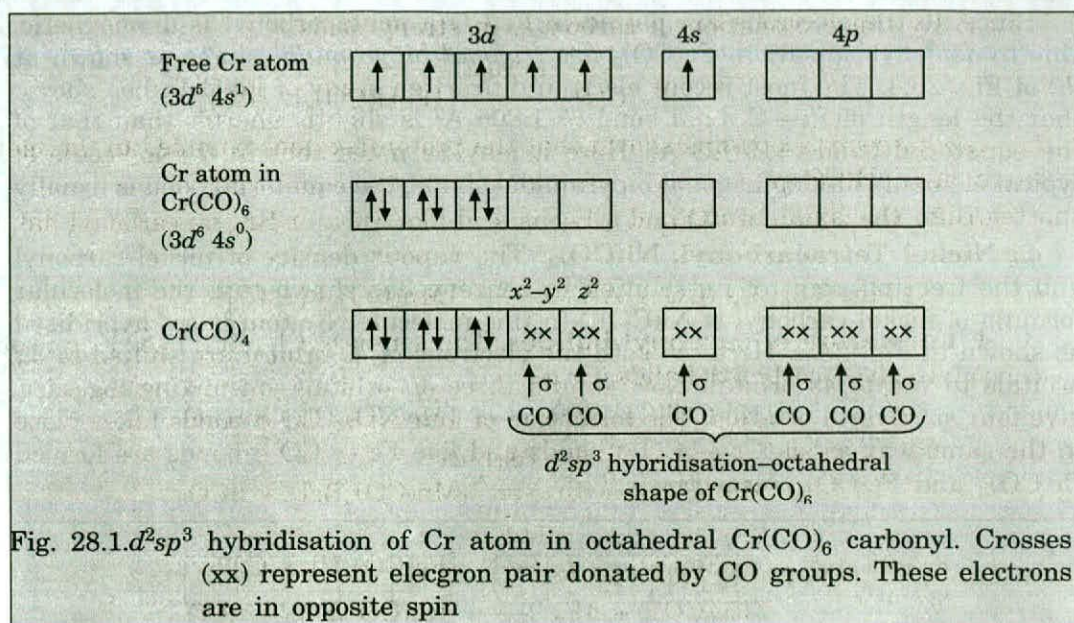 3d 4s 4p
Free Cr atom
(3d⁵ 4s¹)
Cr atom in
Cr(CO)₆
(3d⁶ 4s⁰)
x²–y² z²
Cr(CO)₄ ×× ×× ×× ×× ×× ××
σ σ σ σ σ σ
CO CO CO CO CO CO
d²sp³ hybridisation–octahedral
shape of Cr(CO)₆
Fig. 28.1.d²sp³ hybridisation of Cr atom in octahedral Cr(CO)₆ carbonyl. Crosses
(xx) represent elecgron pair donated by CO groups. These electrons
are in opposite spin